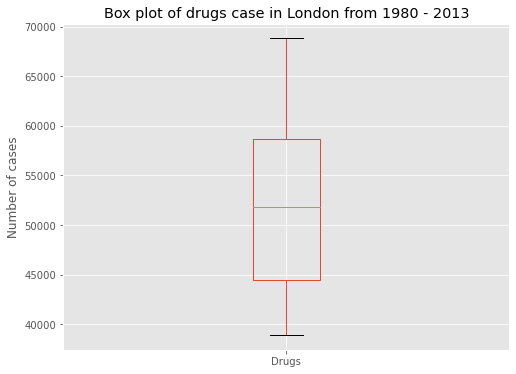 Box plot of drugs case in London from 1980 - 2013
70000
65000
60000
55000
50000
45000
40000
Number of cases
Drugs